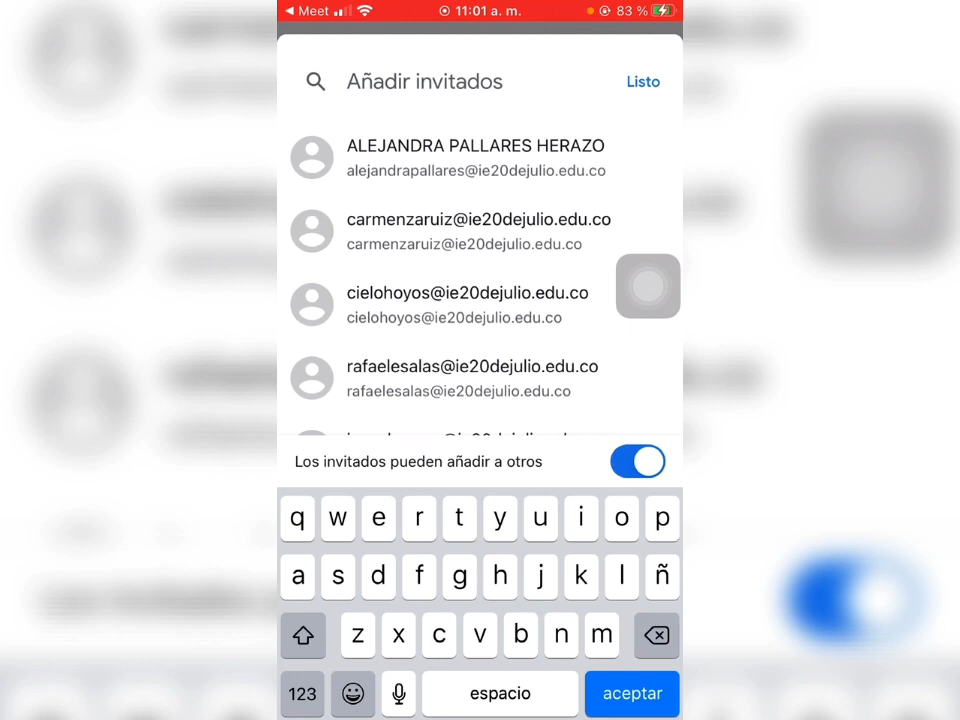 Meet 11:01 a. m. 83 %
Añadir invitados Listo
ALEJANDRA PALLARES HERAZO
alejandrapallares@ie20dejulio.edu.co
carmenzaruiz@ie20dejulio.edu.co
carmenzaruiz@ie20dejulio.edu.co
cielohoyos@ie20dejulio.edu.co
cielohoyos@ie20dejulio.edu.co
rafaelesalas@ie20dejulio.edu.co
rafaelesalas@ie20dejulio.edu.co
Los invitados pueden añadir a otros
q w e r t y u i o p
a s d f g h j k l ñ
z x c v b n m
123 espacio aceptar